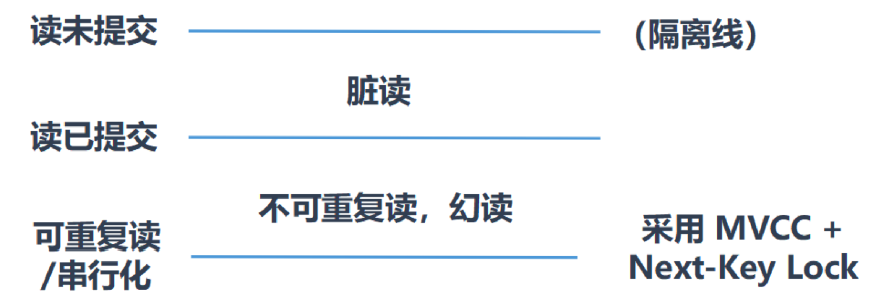 读未提交
（隔离线）
脏读
读已提交
不可重复读，幻读
可重复读
/串行化
采用 MVCC +
Next-Key Lock